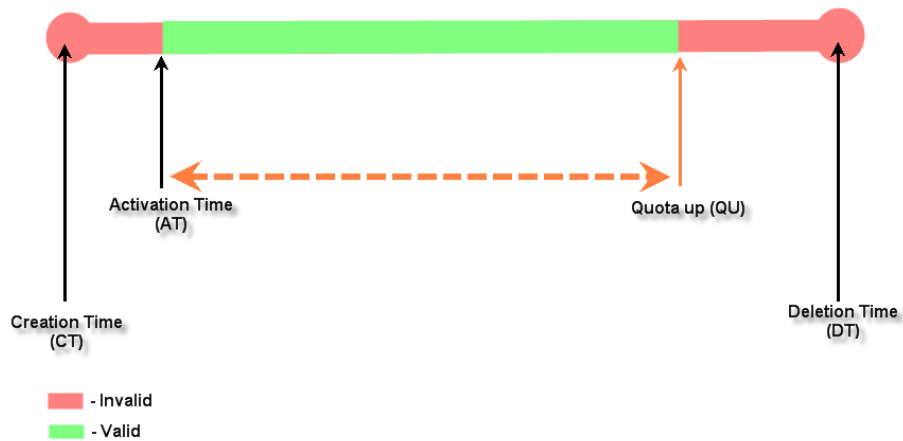 Activation Time
(AT)
Quota up (QU)
Creation Time
(CT)
Deletion Time
(DT)
- Invalid
- Valid